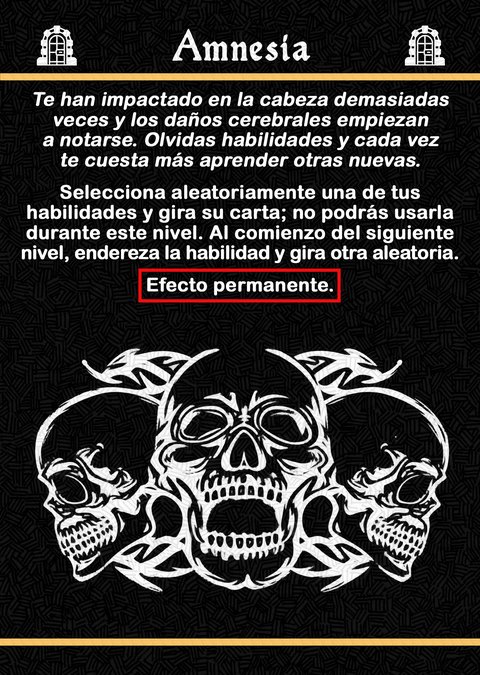 Amnesia
Te han impactado en la cabeza demasiadas
veces y los daños cerebrales empiezan
a notarse. Olvidas habilidades y cada vez
te cuesta más aprender otras nuevas.
Selecciona aleatoriamente una de tus
habilidades y gira su carta; no podrás usarla
durante este nivel. Al comienzo del siguiente
nivel, endereza la habilidad y gira otra aleatoria.
Efecto permanente.